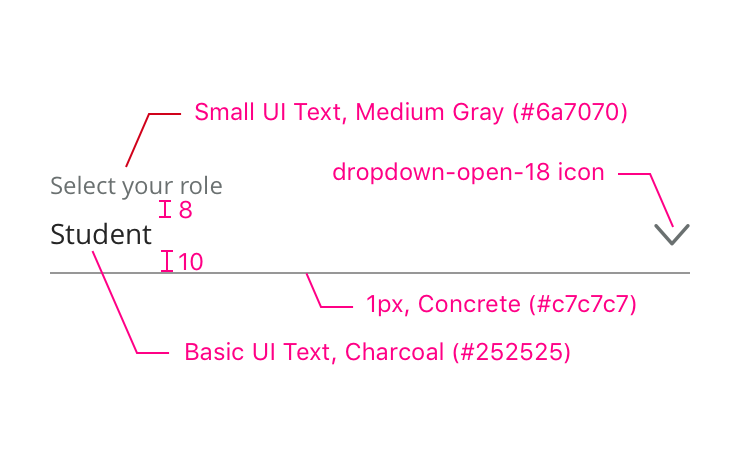 Small UI Text, Medium Gray (#6a7070)
dropdown-open-18 icon
Select your role
8
Student
10
1px, Concrete (#c7c7c7)
Basic UI Text, Charcoal (#252525)